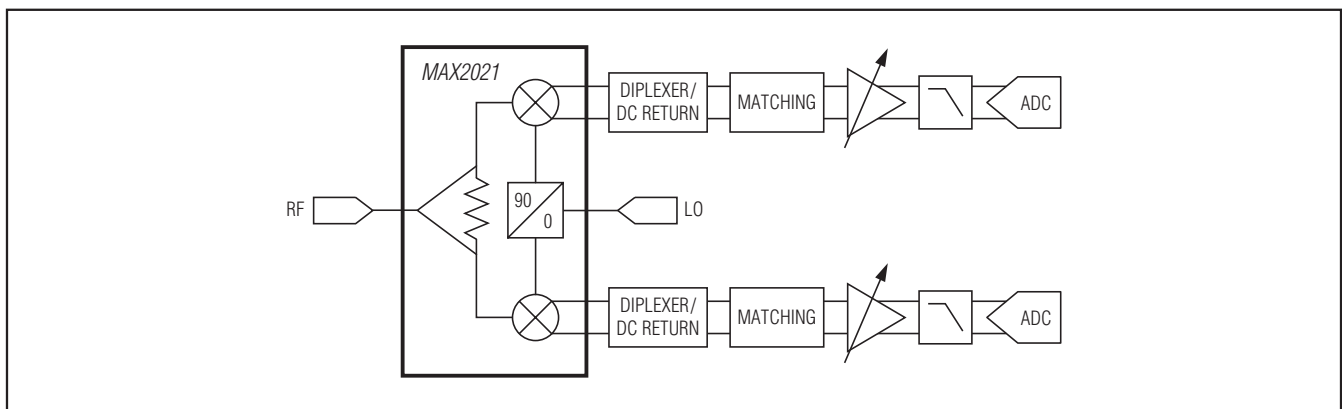 MAX2021
DIPLEXER/
DC RETURN
MATCHING
ADC
RF
90
0
LO
DIPLEXER/
DC RETURN
MATCHING
ADC